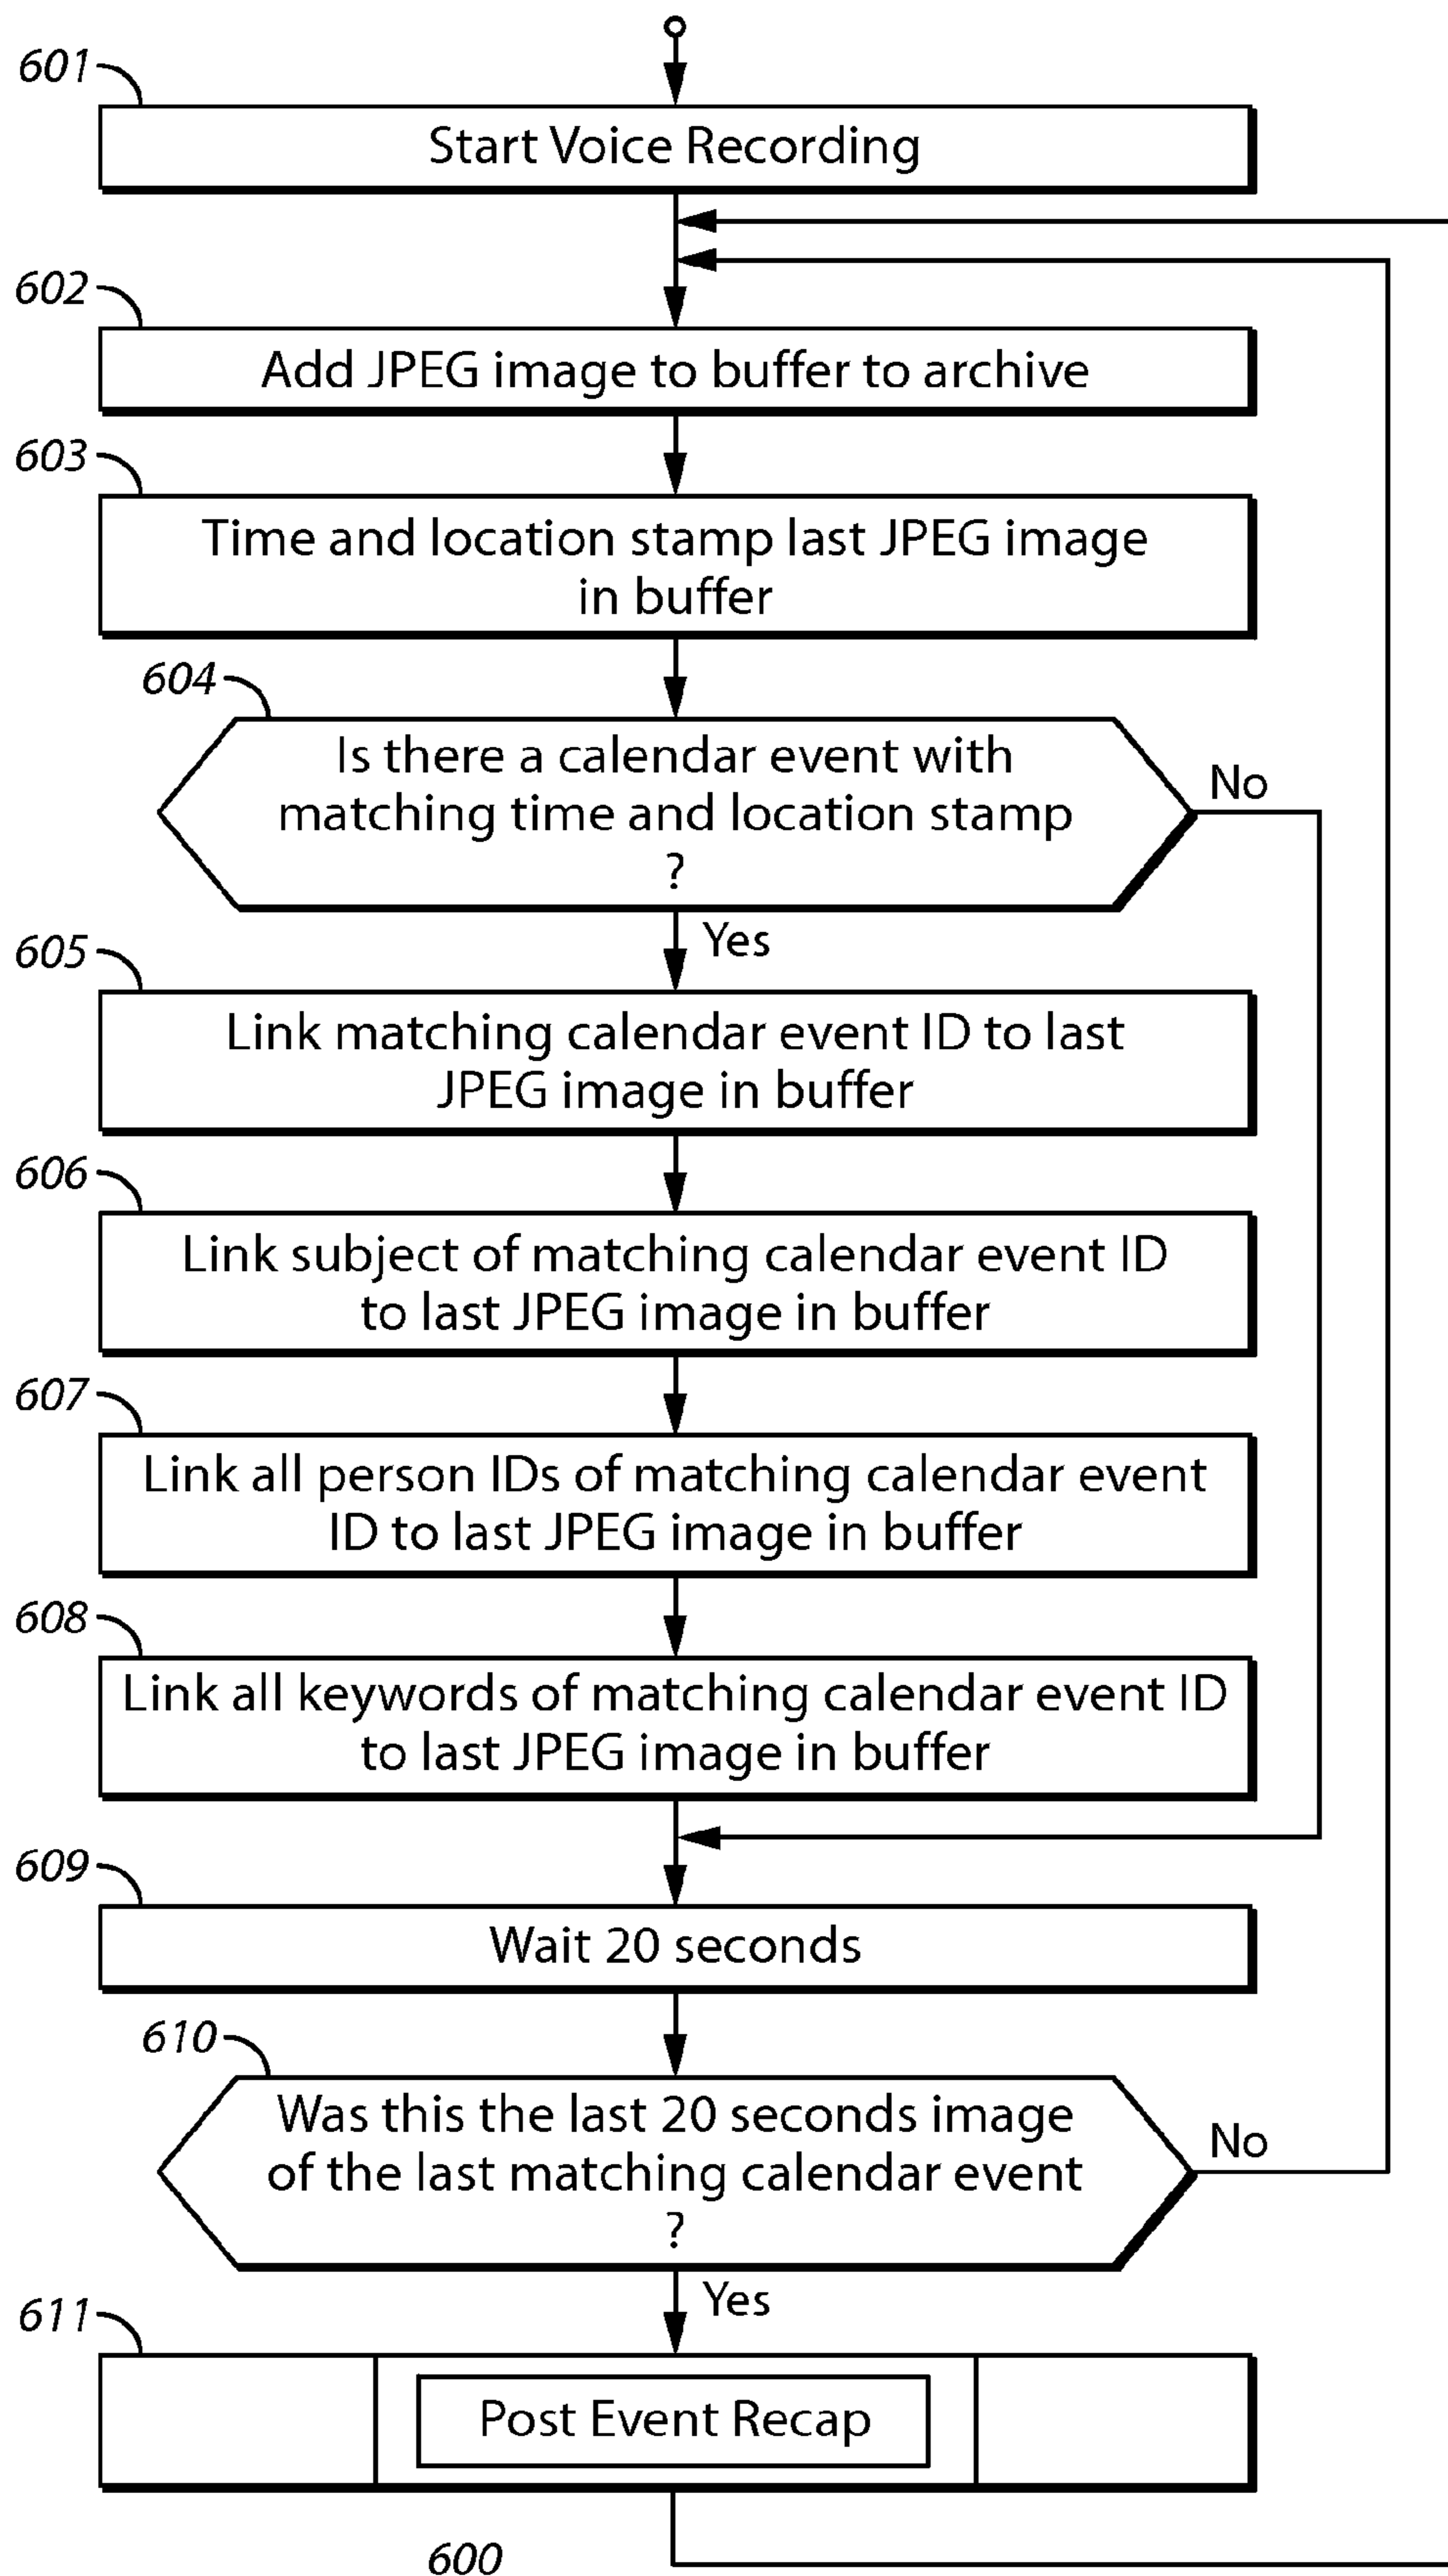 601
Start Voice Recording
602
Add JPEG image to buffer to archive
603
Time and location stamp last JPEG image
in buffer
604
Is there a calendar event with
matching time and location stamp
?
No
Yes
605
Link matching calendar event ID to last
JPEG image in buffer
606
Link subject of matching calendar event ID
to last JPEG image in buffer
607
Link all person IDs of matching calendar event
ID to last JPEG image in buffer
608
Link all keywords of matching calendar event ID
to last JPEG image in buffer
609
Wait 20 seconds
610
Was this the last 20 seconds image
of the last matching calendar event
?
No
Yes
611
Post Event Recap
600